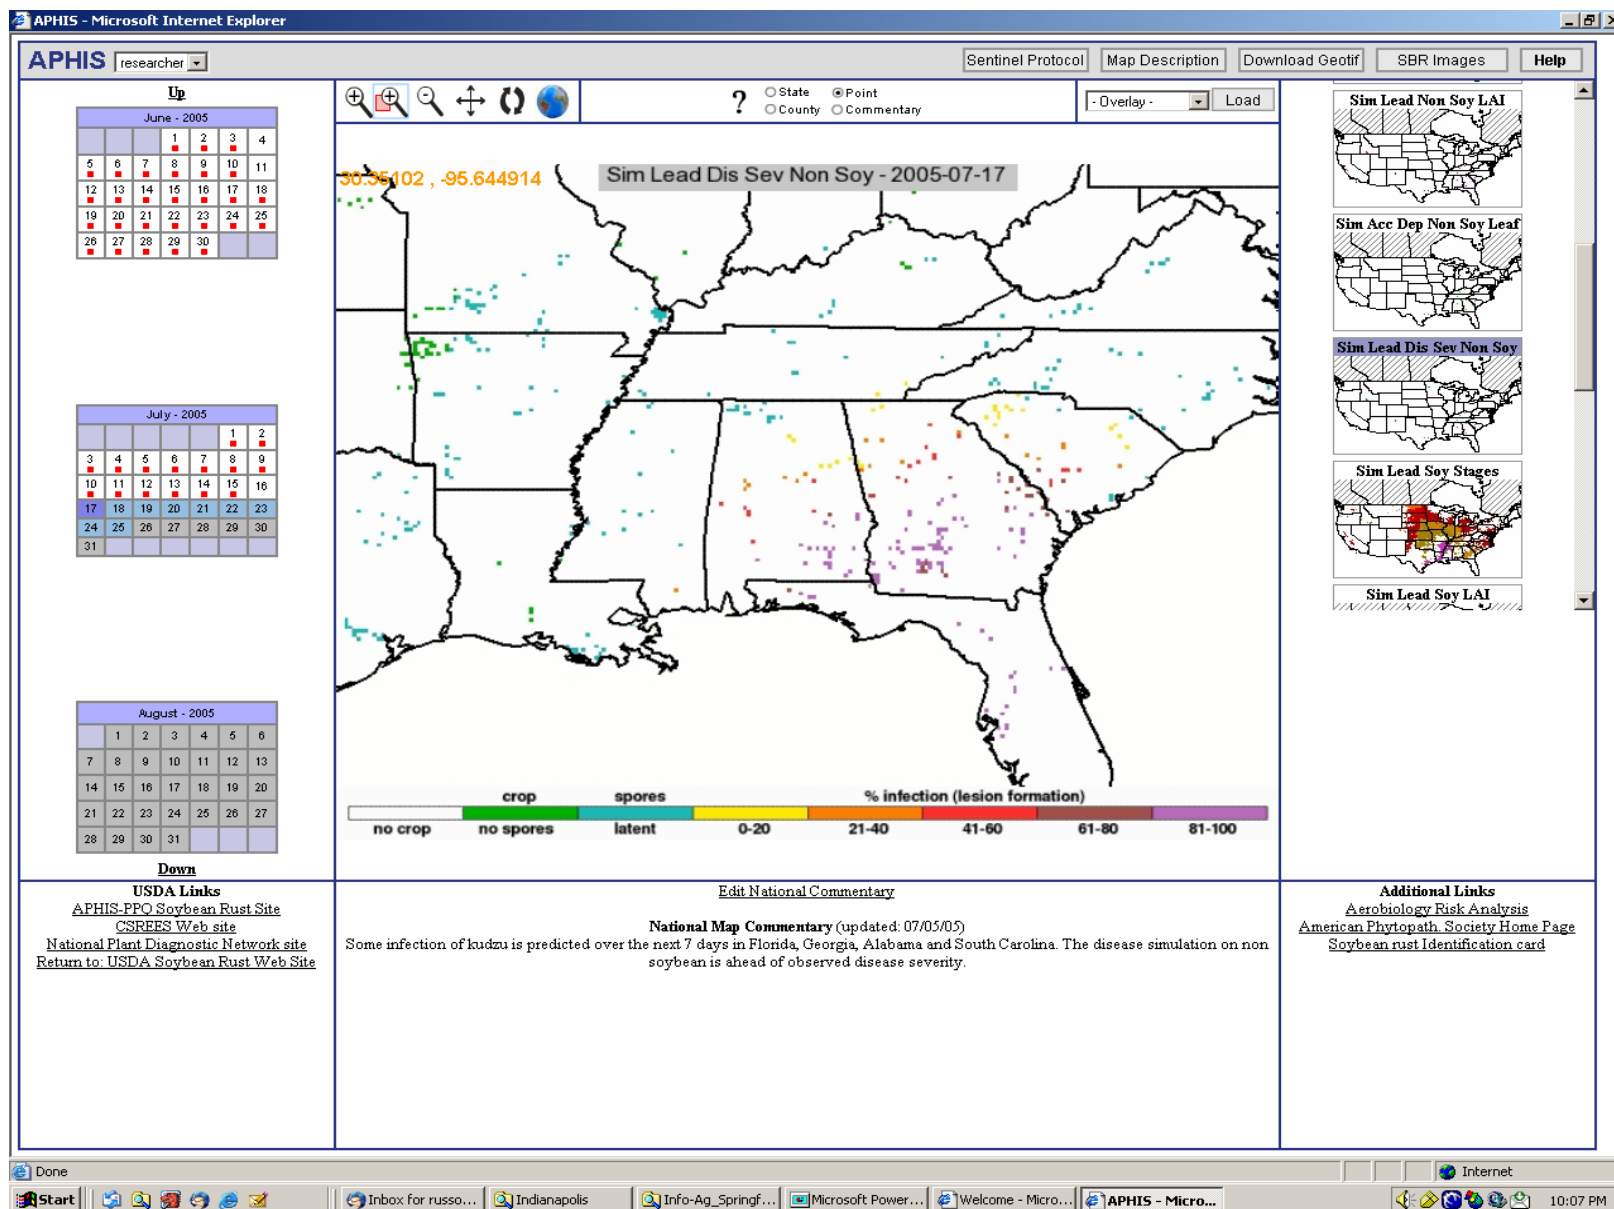 APHIS - Microsoft Internet Explorer
APHIS researcher
Sentinel Protocol Map Description Download Geotif SBR Images Help
Up
June - 2005
1 2 3 4
5 6 7 8 9 10 11
12 13 14 15 16 17 18
19 20 21 22 23 24 25
26 27 28 29 30
July - 2005
1 2
3 4 5 6 7 8 9
10 11 12 13 14 15 16
17 18 19 20 21 22 23
24 25 26 27 28 29 30
31
August - 2005
1 2 3 4 5 6
7 8 9 10 11 12 13
14 15 16 17 18 19 20
21 22 23 24 25 26 27
28 29 30 31
Down
? State Point
County Commentary
- Overlay - Load
30.35102 , -95.644914
Sim Lead Dis Sev Non Soy - 2005-07-17
crop spores % infection (lesion formation)
no crop no spores latent 0-20 21-40 41-60 61-80 81-100
Sim Lead Non Soy LAI
Sim Acc Dep Non Soy Leaf
Sim Lead Dis Sev Non Soy
Sim Lead Soy Stages
Sim Lead Soy LAI
USDA Links
APHIS-PPQ Soybean Rust Site
CSREES Web site
National Plant Diagnostic Network site
Return to: USDA Soybean Rust Web Site
Edit National Commentary
National Map Commentary (updated: 07/05/05)
Some infection of kudzu is predicted over the next 7 days in Florida, Georgia, Alabama and South Carolina. The disease simulation on non
soybean is ahead of observed disease severity.
Additional Links
Aerobiology Risk Analysis
American Phytopath. Society Home Page
Soybean rust Identification card
Done
Internet
Start Inbox for russo... Indianapolis Info-Ag_Springf... Microsoft Power... Welcome - Micro... APHIS - Micro... 10:07 PM